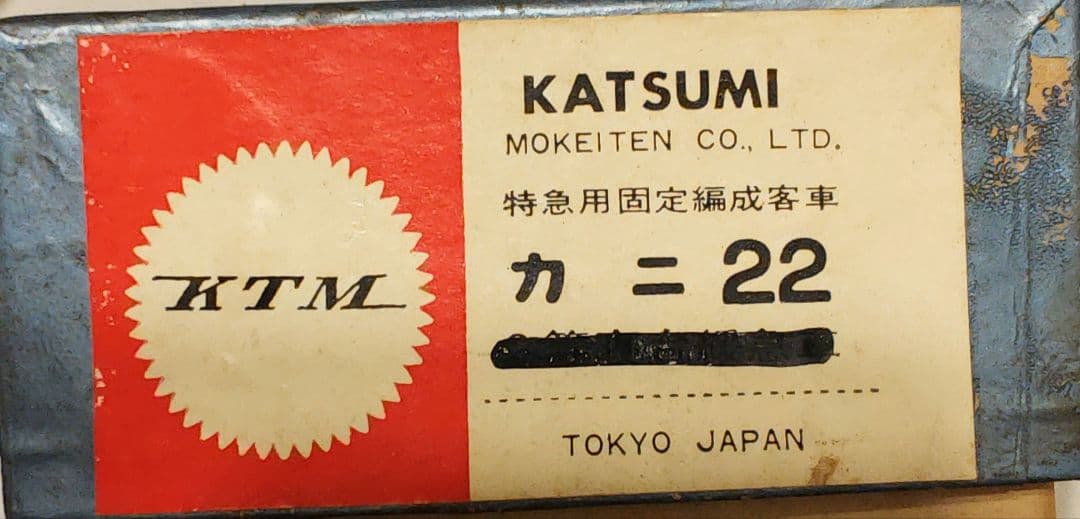 KTM
KATSUMI
MOKEITEN CO., LTD.
特急用固定編成客車
カニ22
TOKYO JAPAN